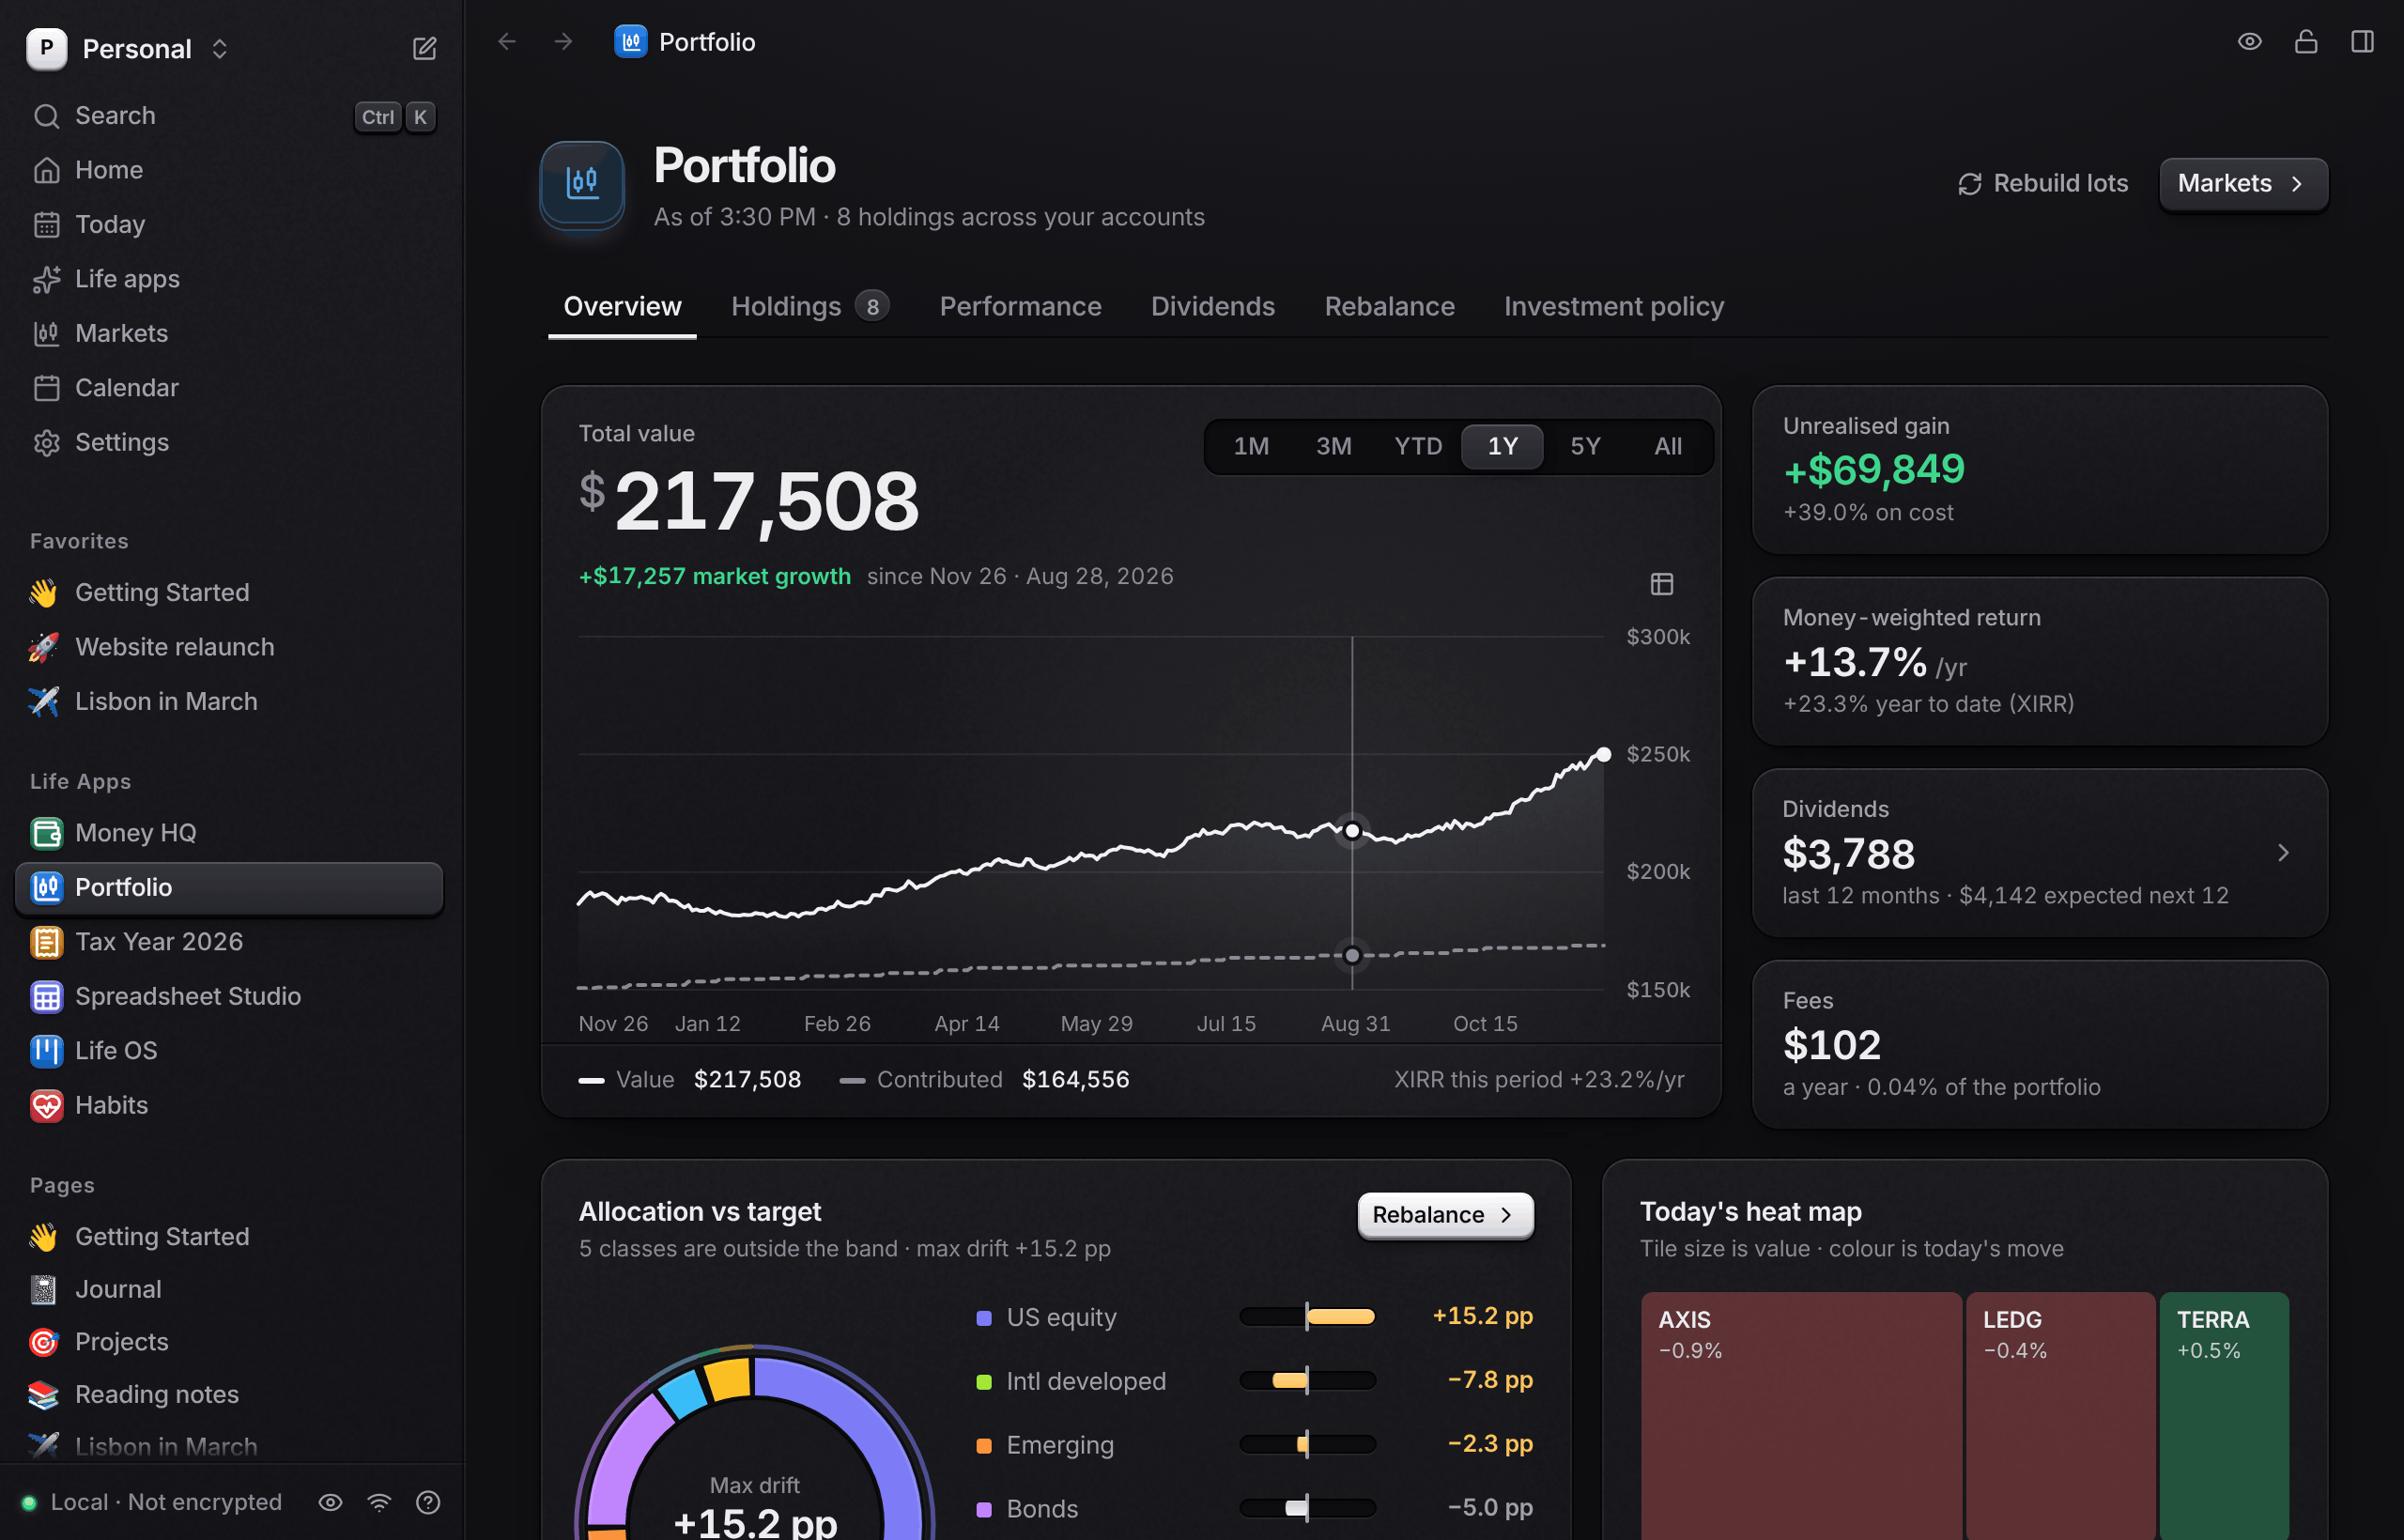 P Personal
Search Ctrl K
Home
Today
Life apps
Markets
Calendar
Settings
Favorites
Getting Started
Website relaunch
Lisbon in March
Life Apps
Money HQ
Portfolio
Tax Year 2026
Spreadsheet Studio
Life OS
Habits
Pages
Getting Started
Journal
Projects
Reading notes
Lisbon in March
Local · Not encrypted
Portfolio
Portfolio
As of 3:30 PM · 8 holdings across your accounts
Rebuild lots
Markets
Overview Holdings 8 Performance Dividends Rebalance Investment policy
Total value
1M 3M YTD 1Y 5Y All
$217,508
+$17,257 market growth since Nov 26 · Aug 28, 2026
$300k
$250k
$200k
$150k
Nov 26 Jan 12 Feb 26 Apr 14 May 29 Jul 15 Aug 31 Oct 15
Value $217,508 Contributed $164,556 XIRR this period +23.2%/yr
Unrealised gain
+$69,849
+39.0% on cost
Money-weighted return
+13.7% /yr
+23.3% year to date (XIRR)
Dividends
$3,788
last 12 months · $4,142 expected next 12
Fees
$102
a year · 0.04% of the portfolio
Allocation vs target
5 classes are outside the band · max drift +15.2 pp
Rebalance
Max drift
+15.2 pp
US equity +15.2 pp
Intl developed −7.8 pp
Emerging −2.3 pp
Bonds −5.0 pp
Today's heat map
Tile size is value · colour is today's move
AXIS
−0.9%
LEDG
−0.4%
TERRA
+0.5%